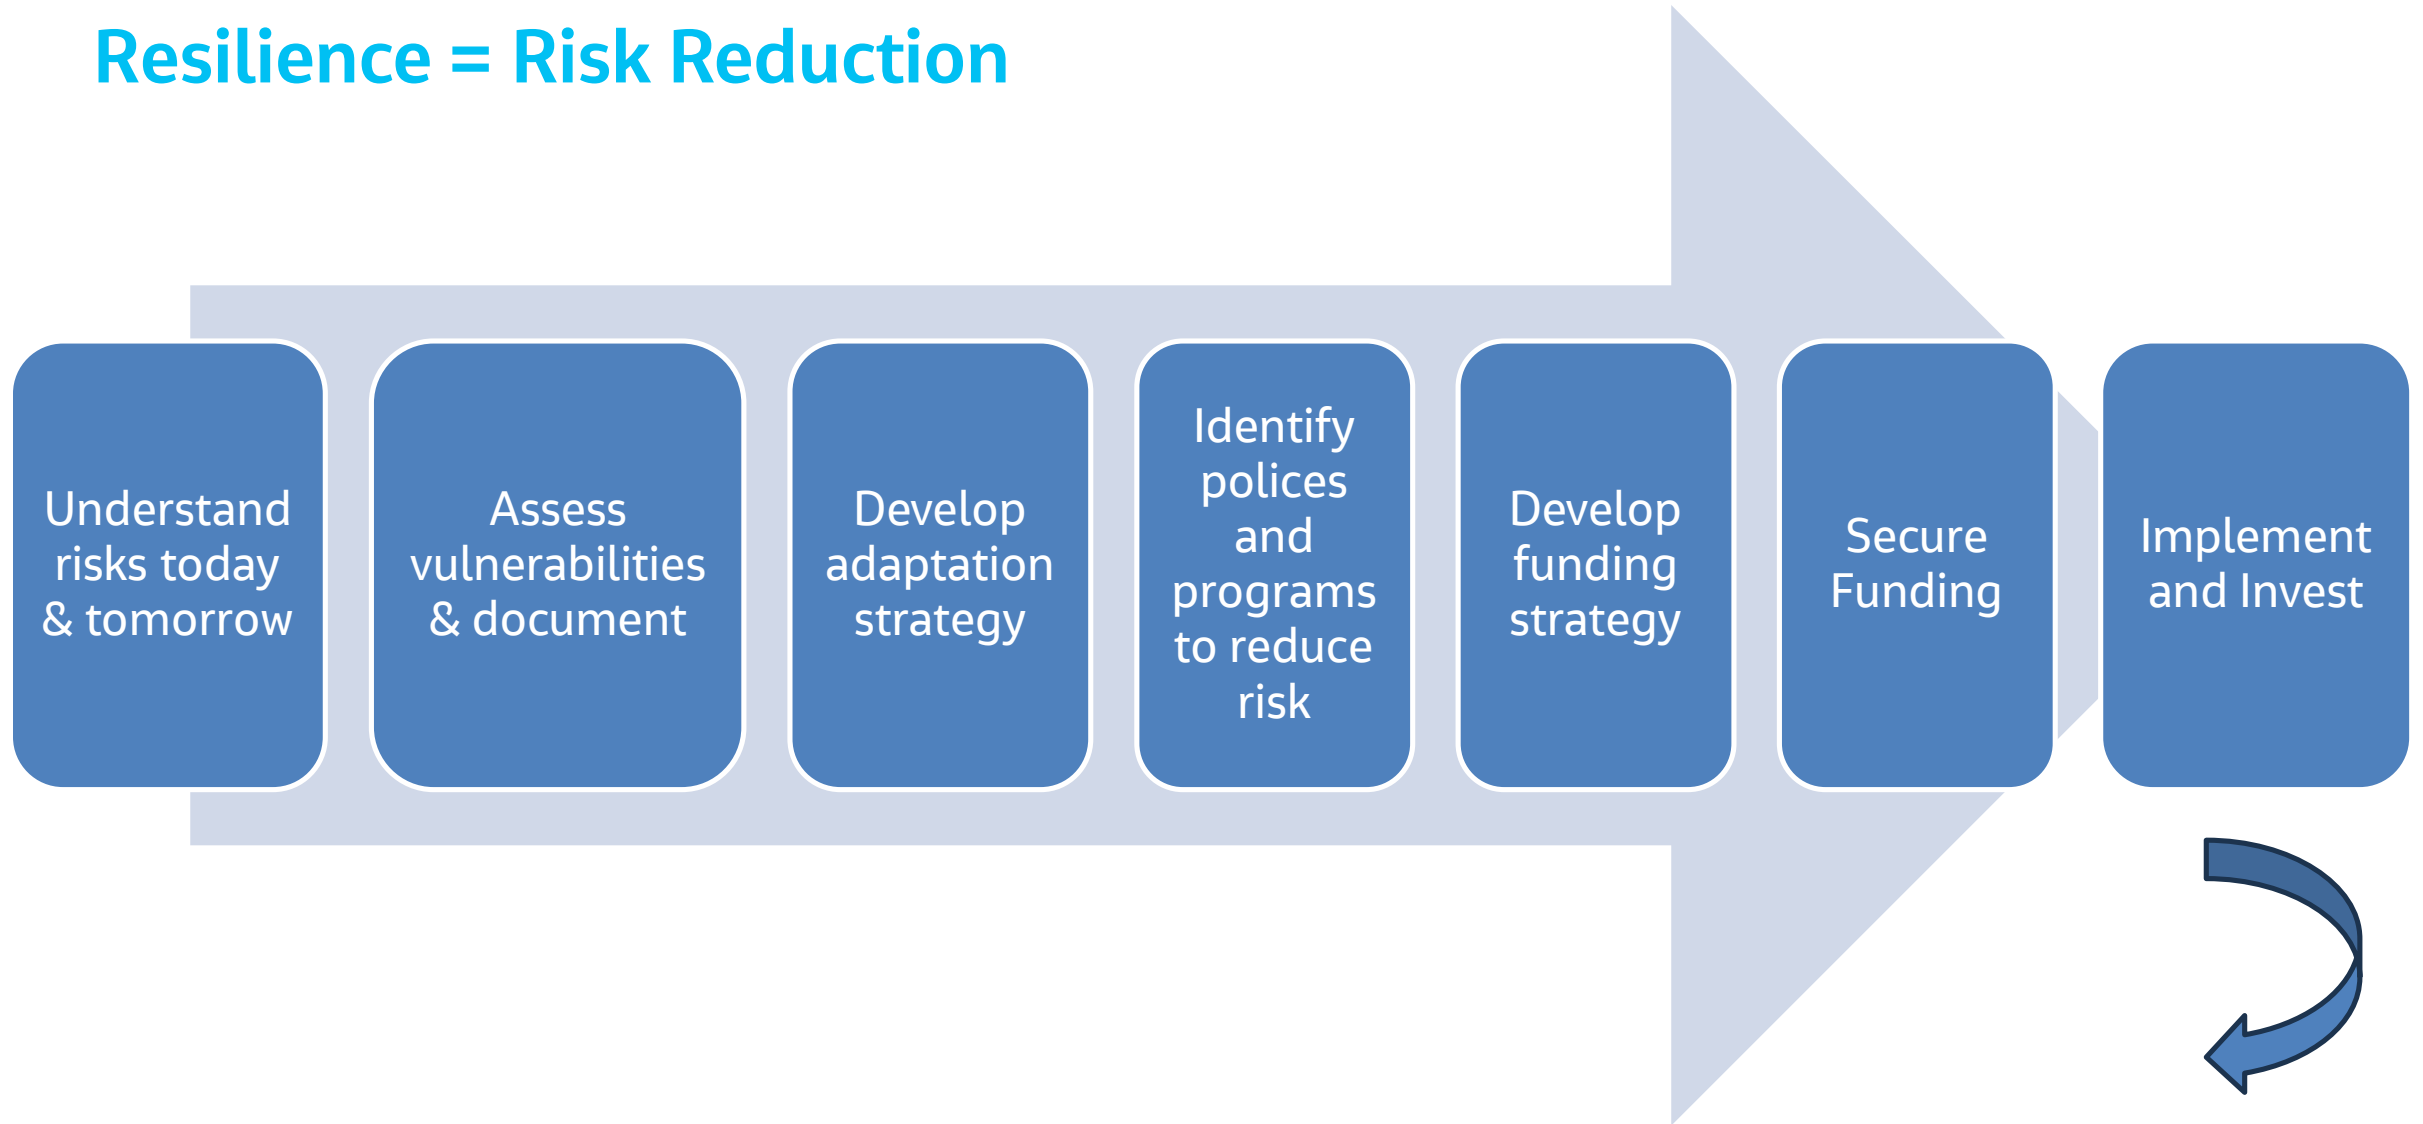 Resilience = Risk Reduction
Understand
risks today
& tomorrow
Assess
vulnerabilities
& document
Develop
adaptation
strategy
Identify
polices
and
programs
to reduce
risk
Develop
funding
strategy
Secure
Funding
Implement
and Invest